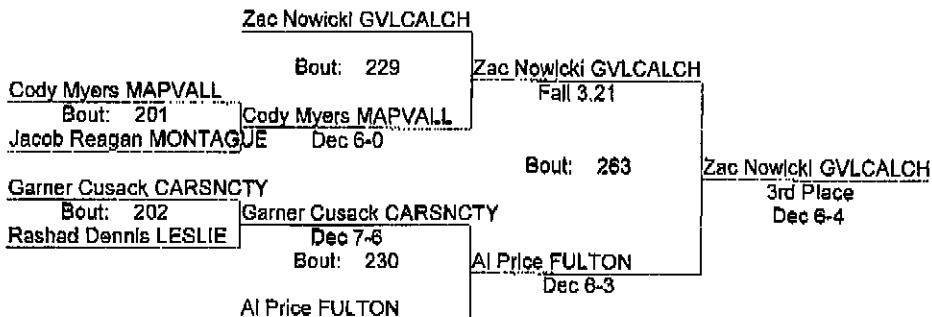 Zac Nowicki GVLCALCH
Bout: 229
Zac Nowicki GVLCALCH
Fall 3.21
Cody Myers MAPVALL
Bout: 201
Cody Myers MAPVALL
Jacob Reagan MONTAGUE
Dec 6-0
Bout: 263
Zac Nowicki GVLCALCH
3rd Place
Dec 6-4
Garner Cusack CARSNCTY
Bout: 202
Garner Cusack CARSNCTY
Rashad Dennis LESLIE
Dec 7-6
Bout: 230
Al Price FULTON
Dec 6-3
Al Price FULTON